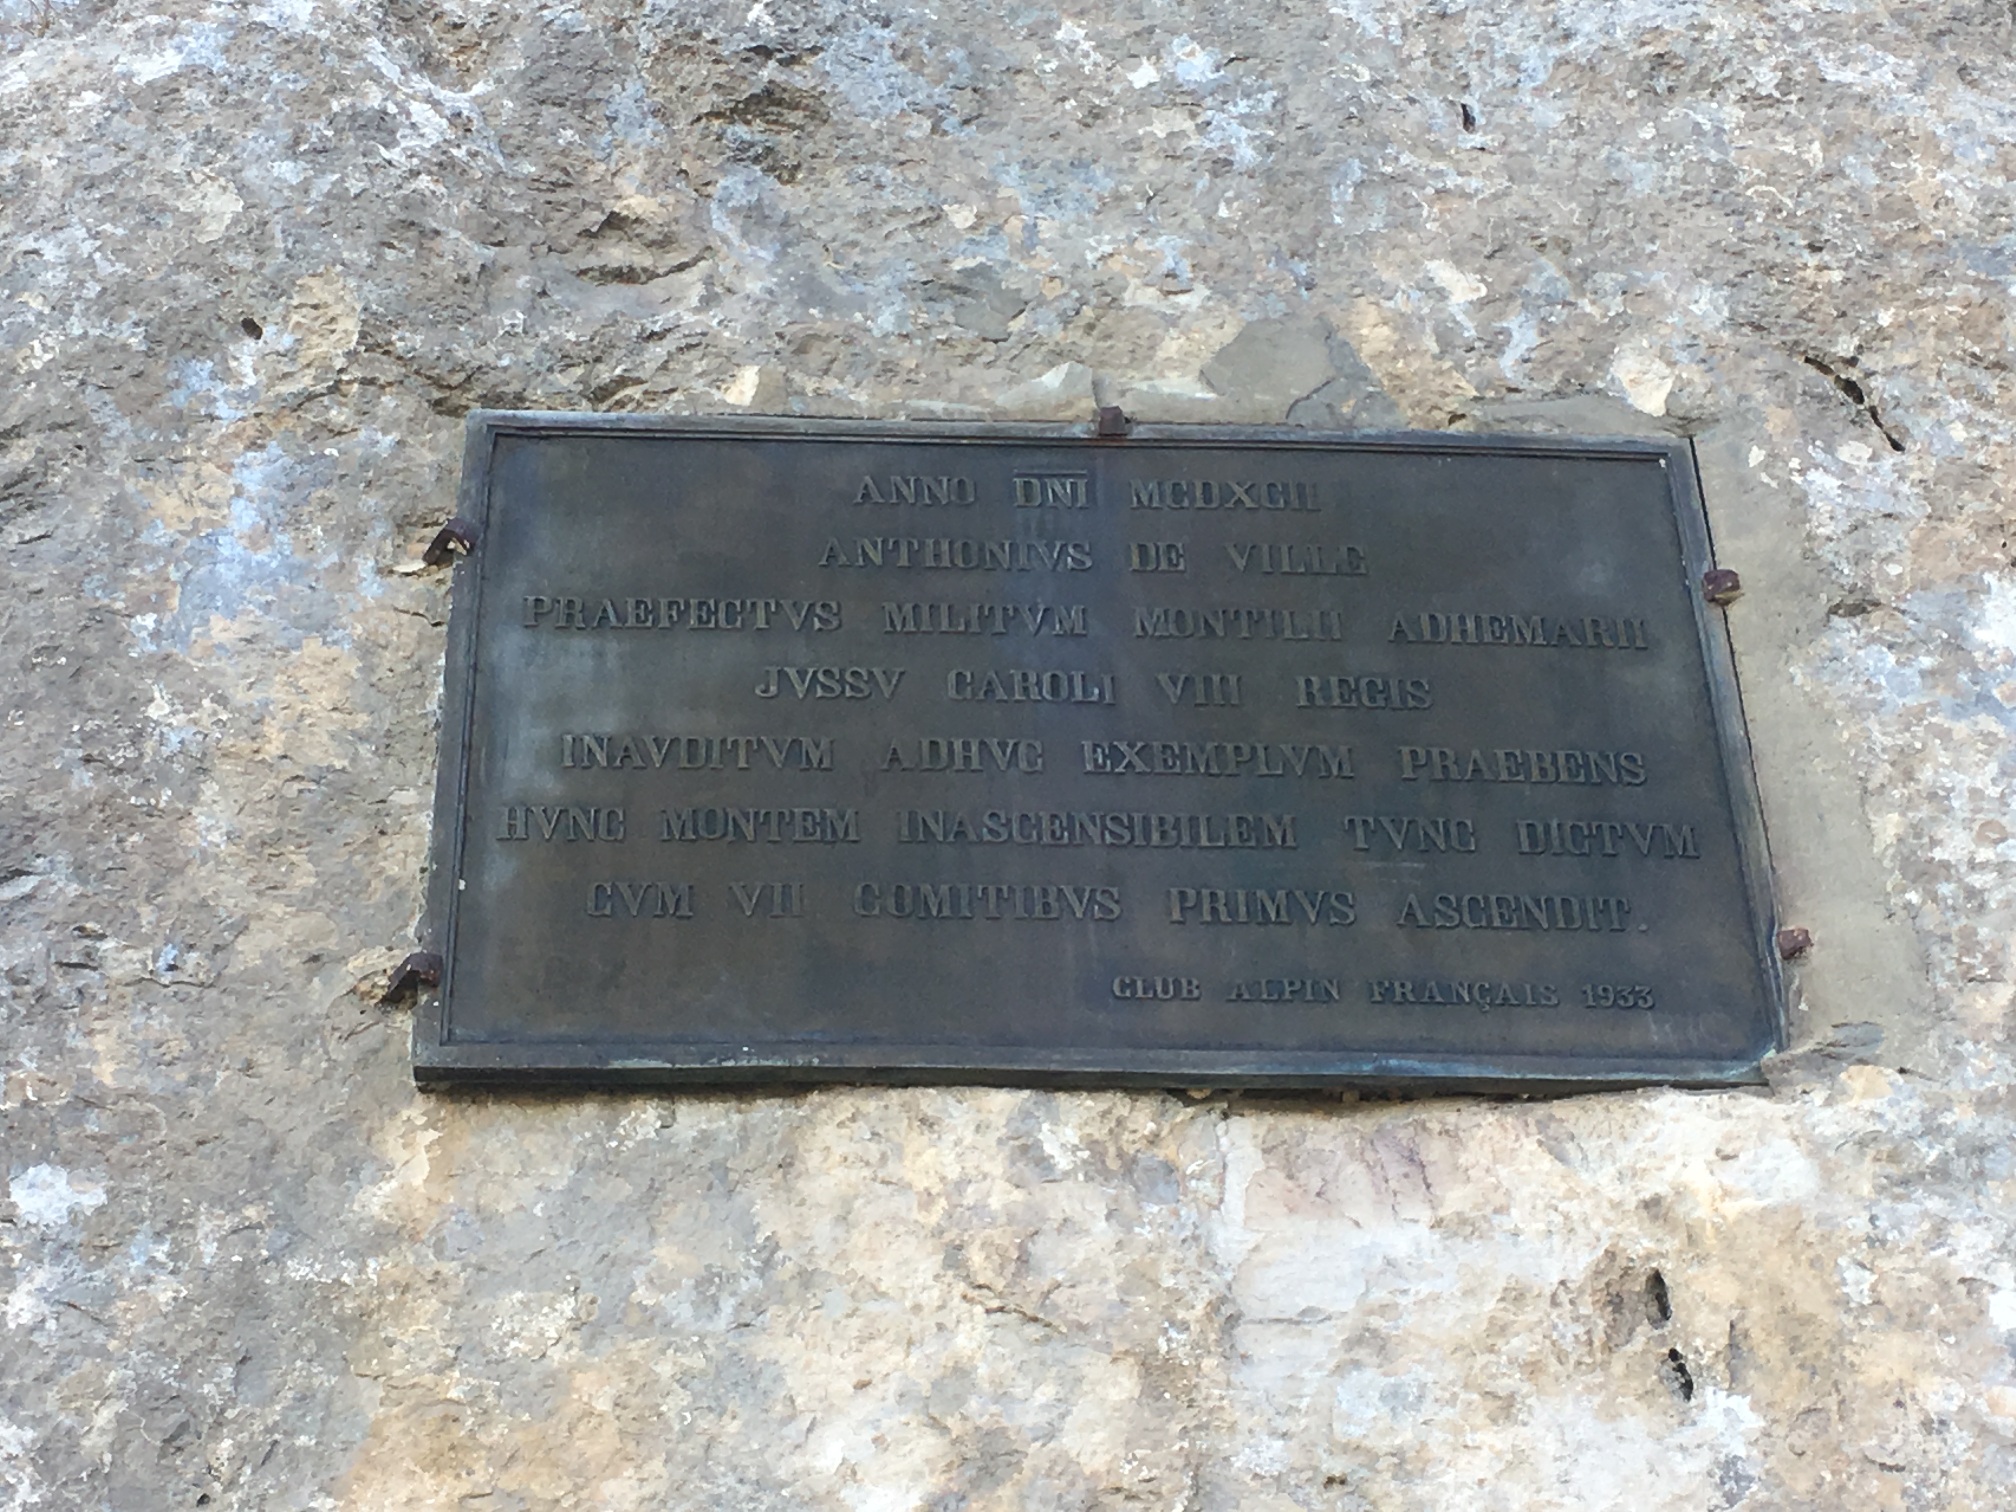 ANNO DN̅I̅ MCDXCII
ANTHONIVS DE VILLE
PRAEFECTVS MILITVM MONTILII ADHEMARII
JVSSV CAROLI VIII REGIS
INAVDITVM ADHVC EXEMPLVM PRAEBENS
HVNC MONTEM INASCENSIBILEM TVNC DICTVM
CVM VII COMITIBVS PRIMVS ASCENDIT.
CLUB ALPIN FRANÇAIS 1933